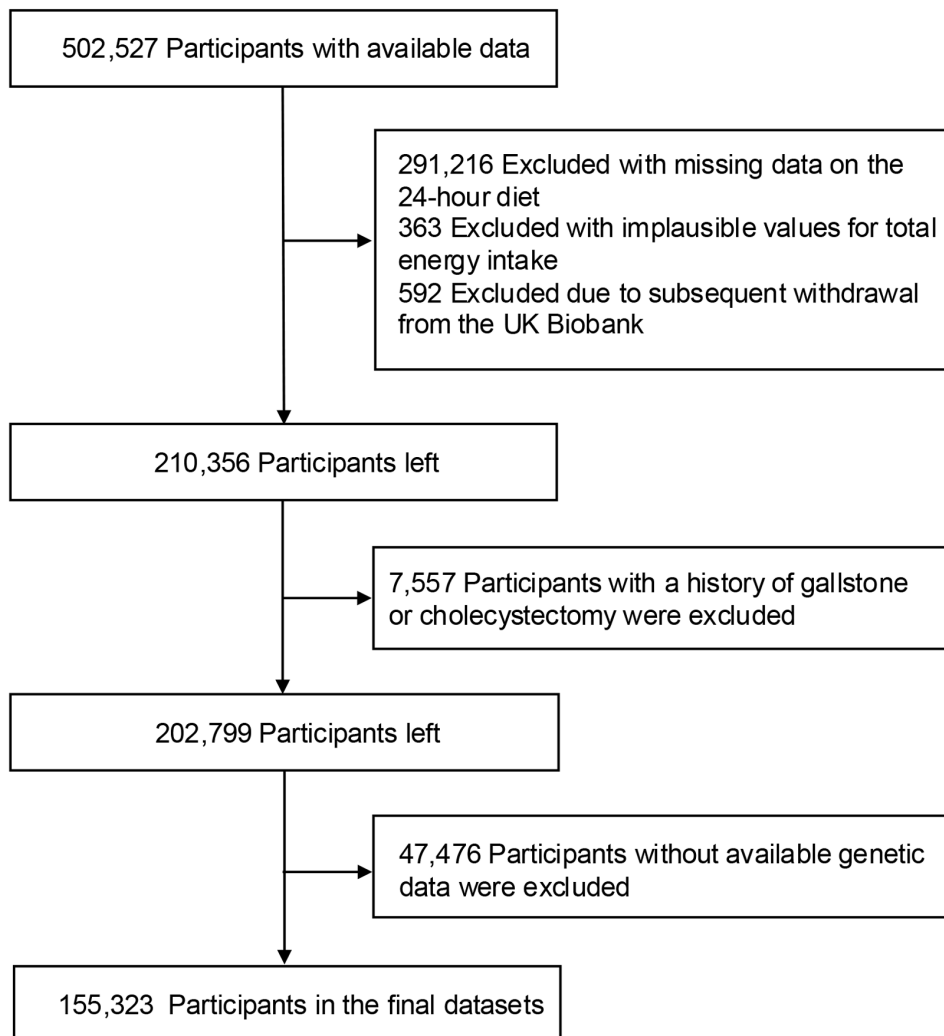 502,527 Participants with available data
291,216 Excluded with missing data on the
24-hour diet
363 Excluded with implausible values for total
energy intake
592 Excluded due to subsequent withdrawal
from the UK Biobank
210,356 Participants left
7,557 Participants with a history of gallstone
or cholecystectomy were excluded
202,799 Participants left
47,476 Participants without available genetic
data were excluded
155,323 Participants in the final datasets